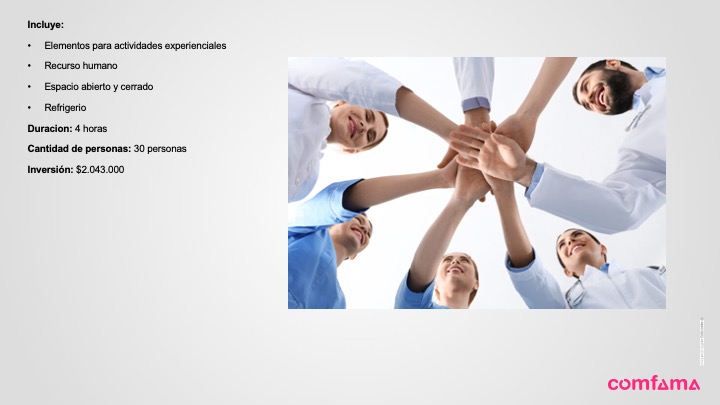 Incluye:
• Elementos para actividades experienciales
• Recurso humano
• Espacio abierto y cerrado
• Refrigerio
Duracion: 4 horas
Cantidad de personas: 30 personas
Inversión: $2.043.000
comfama